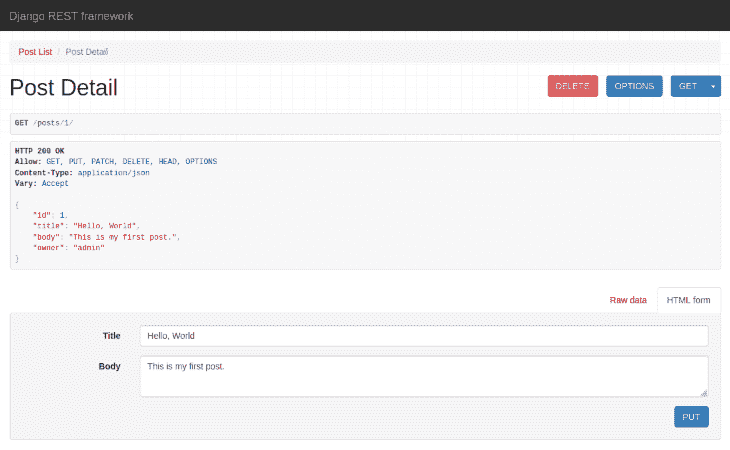 Django REST framework
Post List / Post Detail
Post Detail
DELETE OPTIONS GET
GET /posts/1/
HTTP 200 OK
Allow: GET, PUT, PATCH, DELETE, HEAD, OPTIONS
Content-Type: application/json
Vary: Accept
{
"id": 1,
"title": "Hello, World",
"body": "This is my first post.",
"owner": "admin"
}
Raw data HTML form
Title Hello, World
Body This is my first post.
PUT